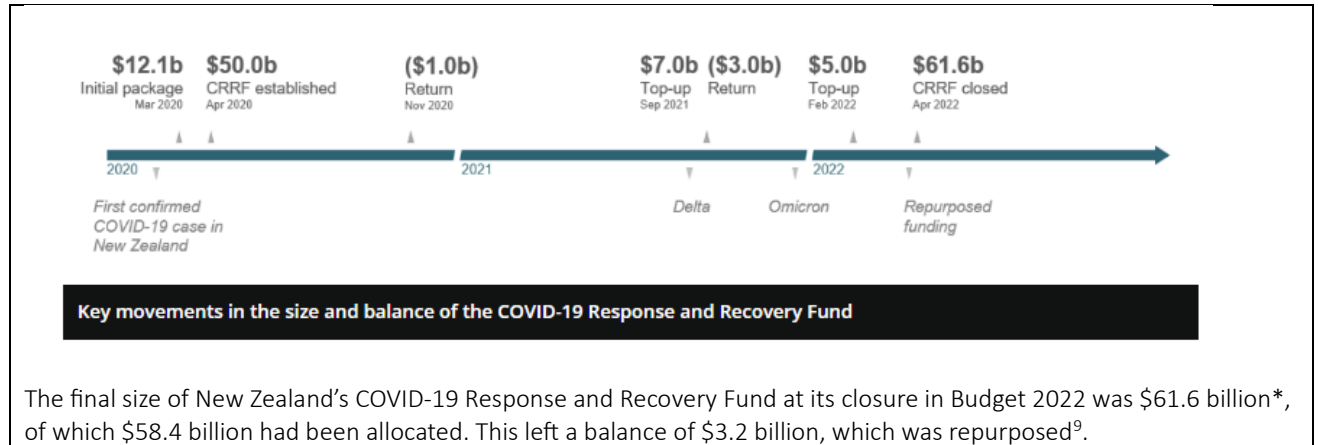 $12.1b $50.0b ($1.0b) $7.0b ($3.0b) $5.0b $61.6b
Initial package CRRF established Return Top-up Return Top-up CRRF closed
Mar 2020 Apr 2020 Nov 2020 Sep 2021 Feb 2022 Apr 2022
2020 2021 2022
First confirmed Delta Omicron Repurposed
COVID-19 case in funding
New Zealand
Key movements in the size and balance of the COVID-19 Response and Recovery Fund
The final size of New Zealand’s COVID-19 Response and Recovery Fund at its closure in Budget 2022 was $61.6 billion*,
of which $58.4 billion had been allocated. This left a balance of $3.2 billion, which was repurposed⁹.